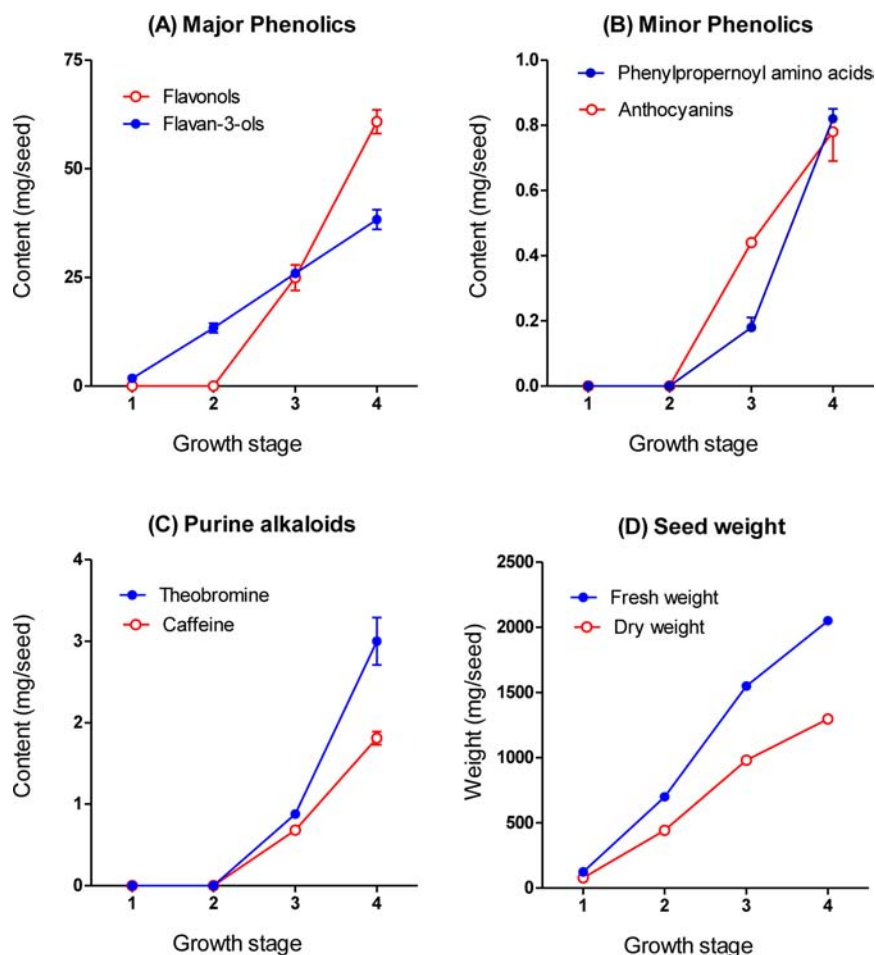 (A) Major Phenolics
75
50
25
0
Content (mg/seed)
Flavonols
Flavan-3-ols
1 2 3 4
Growth stage
(B) Minor Phenolics
1.0
0.8
0.6
0.4
0.2
0.0
Content (mg/seed)
Phenylpropernoyl amino acids
Anthocyanins
1 2 3 4
Growth stage
(C) Purine alkaloids
4
3
2
1
0
Content (mg/seed)
Theobromine
Caffeine
1 2 3 4
Growth stage
(D) Seed weight
2500
2000
1500
1000
500
0
Weight (mg/seed)
Fresh weight
Dry weight
1 2 3 4
Growth stage